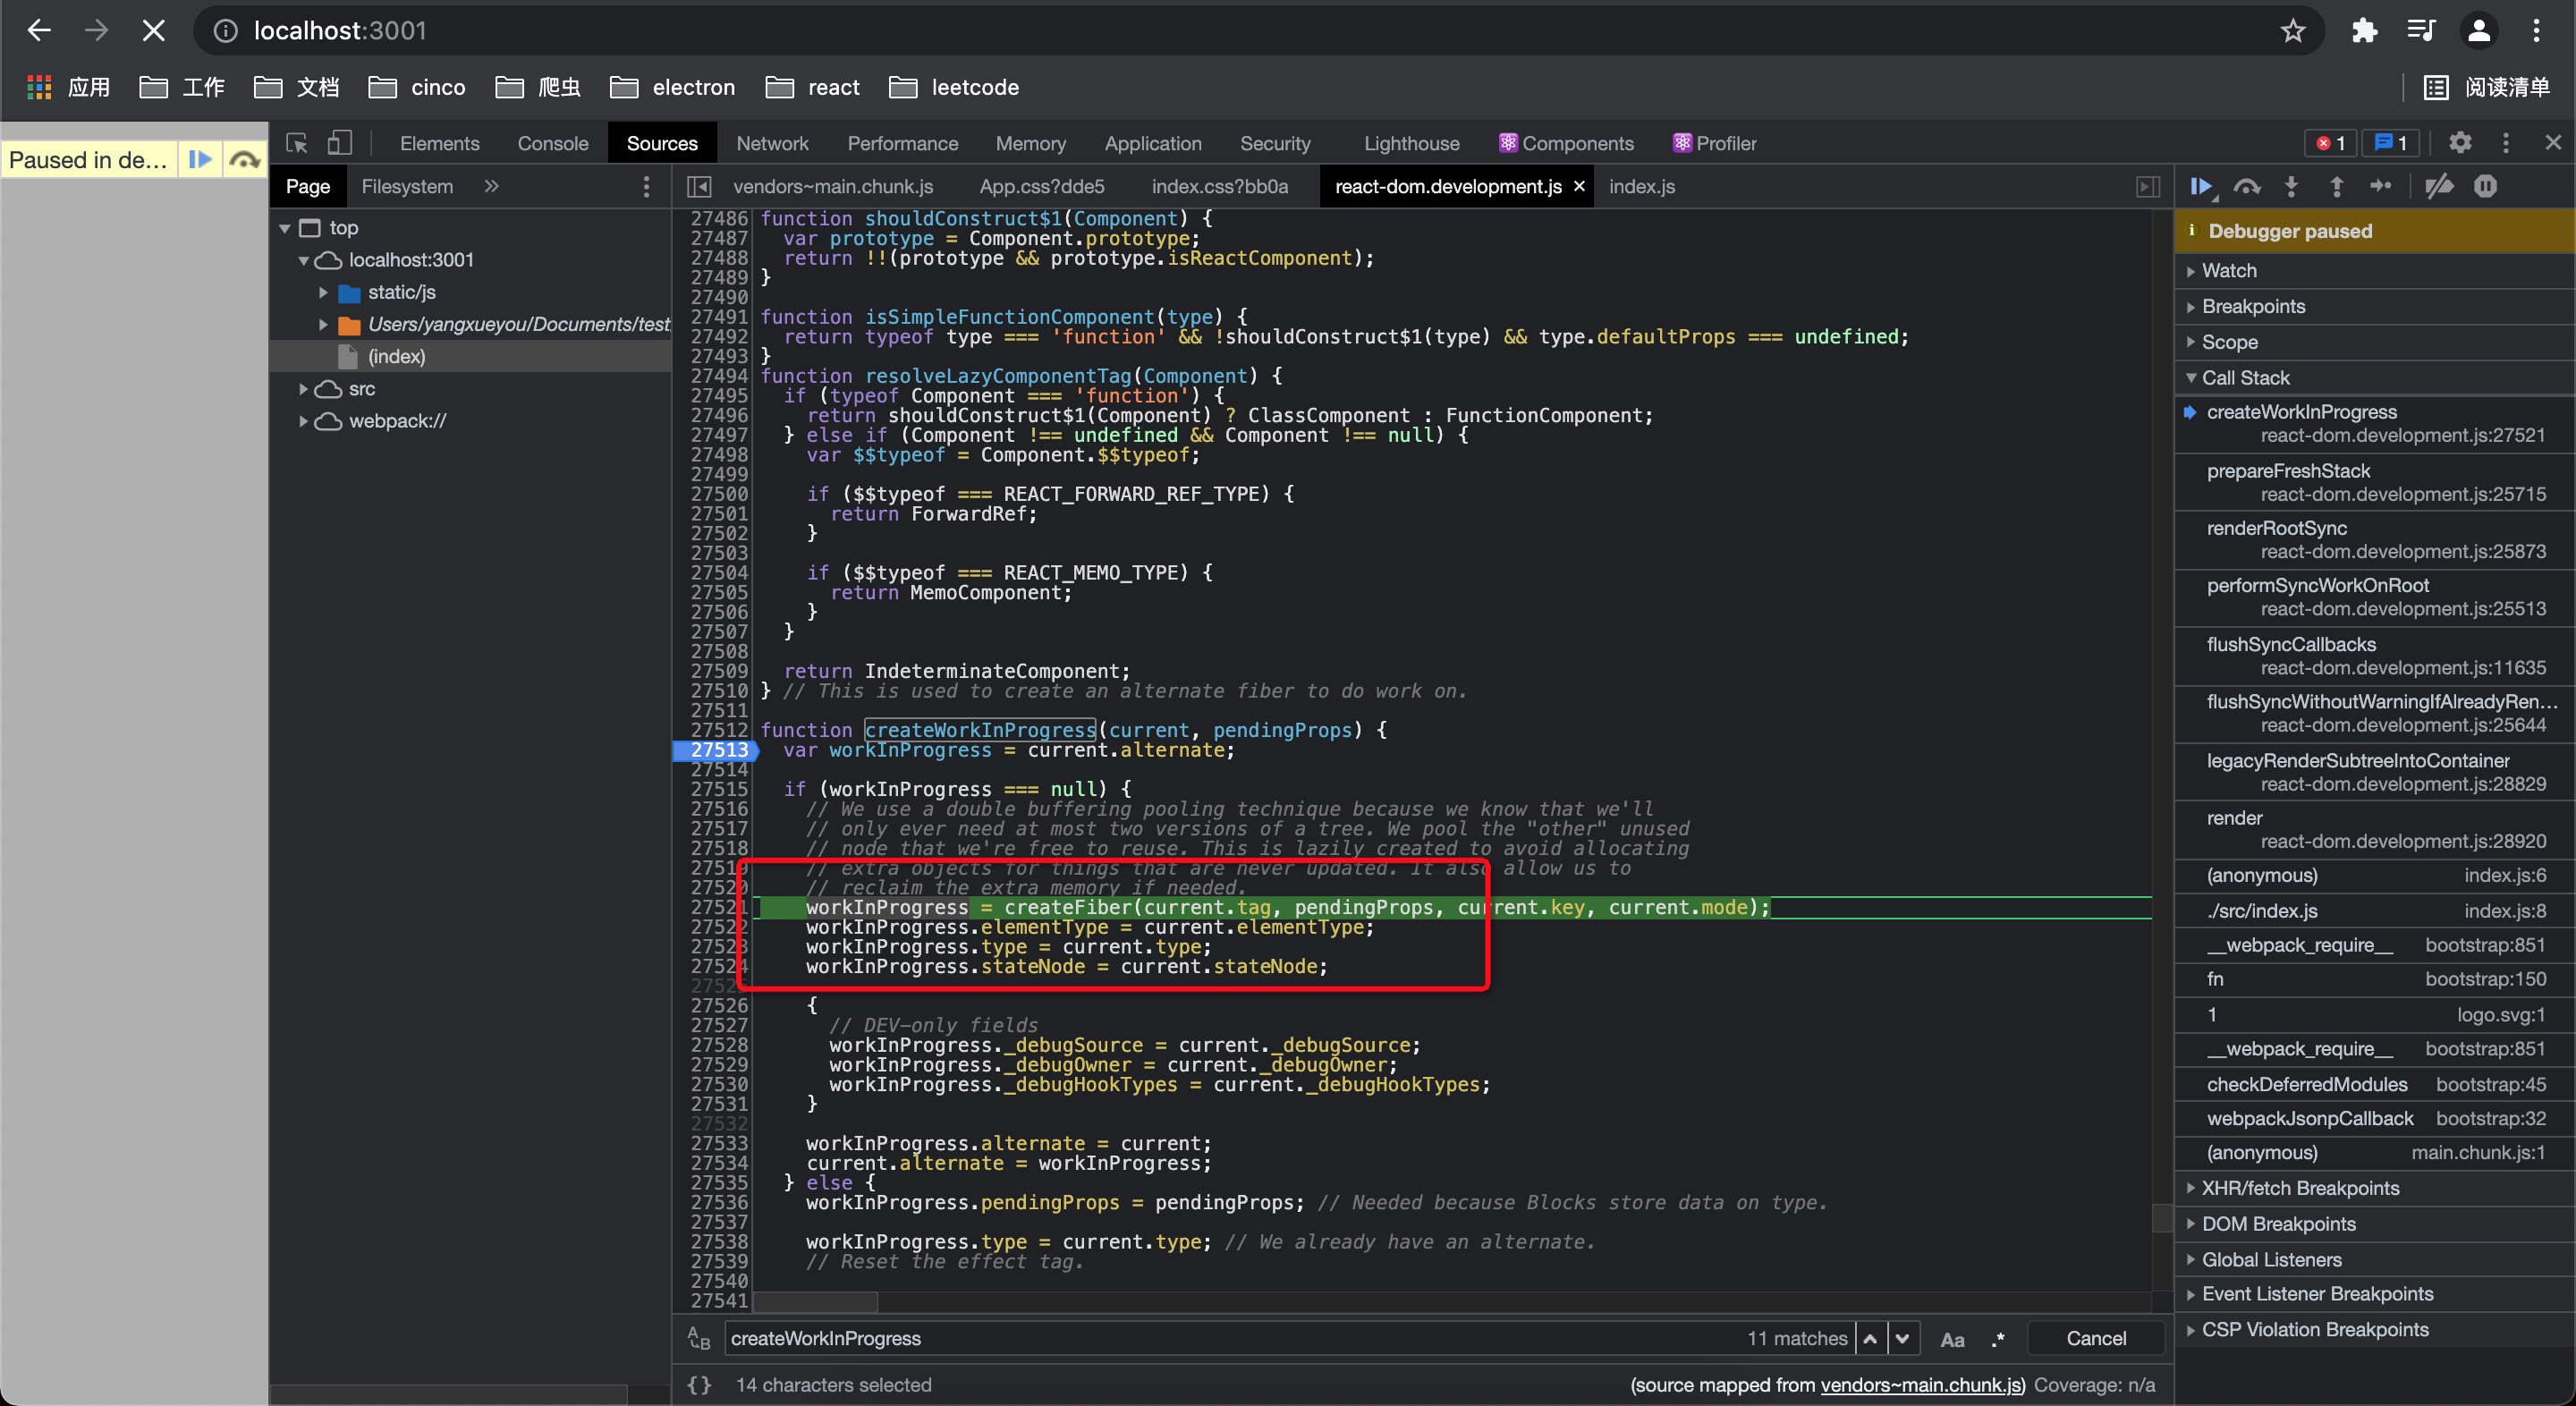 localhost:3001
应用 工作 文档 cinco 爬虫 electron react leetcode 阅读清单
Paused in de...
Elements Console Sources Network Performance Memory Application Security Lighthouse Components Profiler 1 1
Page Filesystem »
vendors~main.chunk.js App.css?dde5 index.css?bb0a react-dom.development.js × index.js
top
localhost:3001
static/js
Users/yangxueyou/Documents/test
(index)
src
webpack://
27486 function shouldConstruct$1(Component) {
27487 var prototype = Component.prototype;
27488 return !!(prototype && prototype.isReactComponent);
27489 }
27490
27491 function isSimpleFunctionComponent(type) {
27492 return typeof type === 'function' && !shouldConstruct$1(type) && type.defaultProps === undefined;
27493 }
27494 function resolveLazyComponentTag(Component) {
27495 if (typeof Component === 'function') {
27496 return shouldConstruct$1(Component) ? ClassComponent : FunctionComponent;
27497 } else if (Component !== undefined && Component !== null) {
27498 var $$typeof = Component.$$typeof;
27499
27500 if ($$typeof === REACT_FORWARD_REF_TYPE) {
27501 return ForwardRef;
27502 }
27503
27504 if ($$typeof === REACT_MEMO_TYPE) {
27505 return MemoComponent;
27506 }
27507 }
27508
27509 return IndeterminateComponent;
27510 } // This is used to create an alternate fiber to do work on.
27511
27512 function createWorkInProgress(current, pendingProps) {
27513 var workInProgress = current.alternate;
27514
27515 if (workInProgress === null) {
27516 // We use a double buffering pooling technique because we know that we'll
27517 // only ever need at most two versions of a tree. We pool the "other" unused
27518 // node that we're free to reuse. This is lazily created to avoid allocating
27519 // extra objects for things that are never updated. It also allow us to
27520 // reclaim the extra memory if needed.
27521 workInProgress = createFiber(current.tag, pendingProps, current.key, current.mode);
27522 workInProgress.elementType = current.elementType;
27523 workInProgress.type = current.type;
27524 workInProgress.stateNode = current.stateNode;
27525
27526 {
27527 // DEV-only fields
27528 workInProgress._debugSource = current._debugSource;
27529 workInProgress._debugOwner = current._debugOwner;
27530 workInProgress._debugHookTypes = current._debugHookTypes;
27531 }
27532
27533 workInProgress.alternate = current;
27534 current.alternate = workInProgress;
27535 } else {
27536 workInProgress.pendingProps = pendingProps; // Needed because Blocks store data on type.
27537
27538 workInProgress.type = current.type; // We already have an alternate.
27539 // Reset the effect tag.
27540
27541
createWorkInProgress 11 matches Aa .* Cancel
{} 14 characters selected (source mapped from vendors~main.chunk.js) Coverage: n/a
Debugger paused
Watch
Breakpoints
Scope
Call Stack
createWorkInProgress
react-dom.development.js:27521
prepareFreshStack
react-dom.development.js:25715
renderRootSync
react-dom.development.js:25873
performSyncWorkOnRoot
react-dom.development.js:25513
flushSyncCallbacks
react-dom.development.js:11635
flushSyncWithoutWarningIfAlreadyRen...
react-dom.development.js:25644
legacyRenderSubtreeIntoContainer
react-dom.development.js:28829
render
react-dom.development.js:28920
(anonymous) index.js:6
./src/index.js index.js:8
__webpack_require__ bootstrap:851
fn bootstrap:150
1 logo.svg:1
__webpack_require__ bootstrap:851
checkDeferredModules bootstrap:45
webpackJsonpCallback bootstrap:32
(anonymous) main.chunk.js:1
XHR/fetch Breakpoints
DOM Breakpoints
Global Listeners
Event Listener Breakpoints
CSP Violation Breakpoints